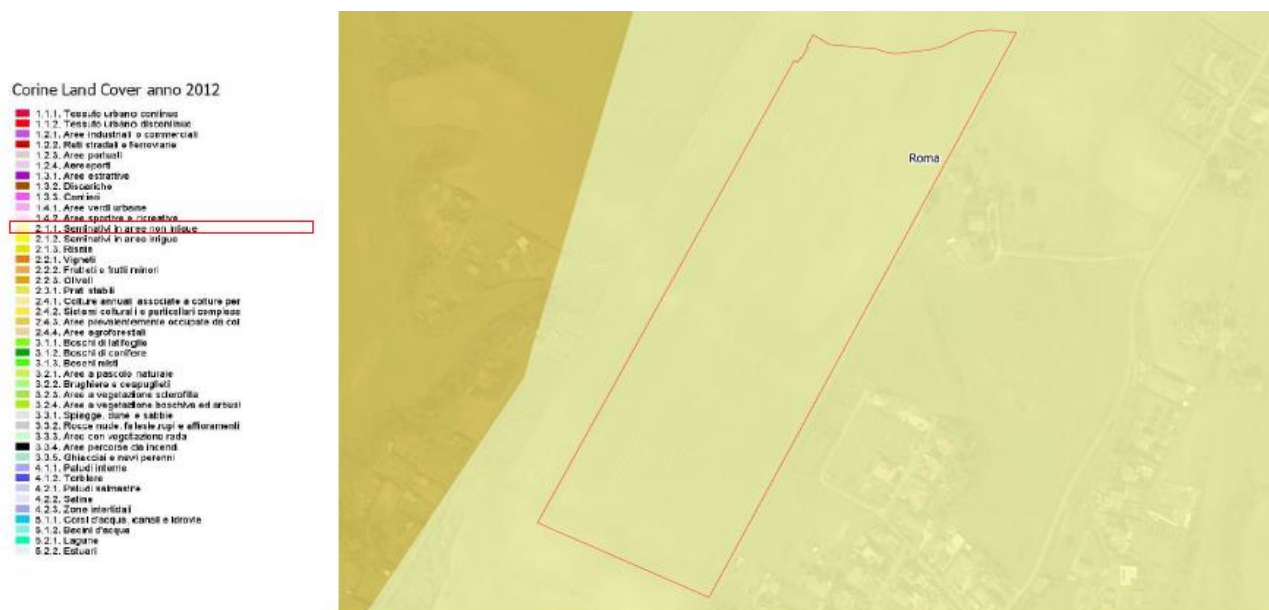 Corine Land Cover anno 2012
1.1.1. Tessuto urbano continuo
1.1.2. Tessuto urbano discontinuo
1.2.1. Aree industriali o commerciali
1.2.2. Reti stradali e ferroviarie
1.2.3. Aree portuali
1.2.4. Aereoporti
1.3.1. Aree estrattive
1.3.2. Discariche
1.3.3. Cantieri
1.4.1. Aree verdi urbane
1.4.2. Aree sportive e ricreative
2.1.1. Seminativi in aree non irrigue
2.1.2. Seminativi in aree irrigue
2.1.3. Risaie
2.2.1. Vigneti
2.2.2. Frutteti e frutti minori
2.2.3. Oliveti
2.3.1. Prati stabili
2.4.1. Colture annuali associate a colture per
2.4.2. Sistemi colturali e particellari complesse
2.4.3. Aree prevalentemente occupate da col
2.4.4. Aree agroforestali
3.1.1. Boschi di latifoglie
3.1.2. Boschi di conifere
3.1.3. Boschi misti
3.2.1. Aree a pascolo naturale
3.2.2. Brughiere e cespuglieti
3.2.3. Aree a vegetazione sclerofilla
3.2.4. Aree a vegetazione boschiva ed arbust
3.3.1. Spiagge, dune e sabbie
3.3.2. Rocce nude, falesie, rupi e affioramenti
3.3.3. Aree con vegetazione rada
3.3.4. Aree percorse da incendi
3.3.5. Ghiacciai e nevi perenni
4.1.1. Paludi interne
4.1.2. Torbiere
4.2.1. Paludi salmastre
4.2.2. Saline
4.2.3. Zone intertidali
5.1.1. Corsi d'acqua, canali e idrovie
5.1.2. Bacini d'acqua
5.2.1. Lagune
5.2.2. Estuari
Roma